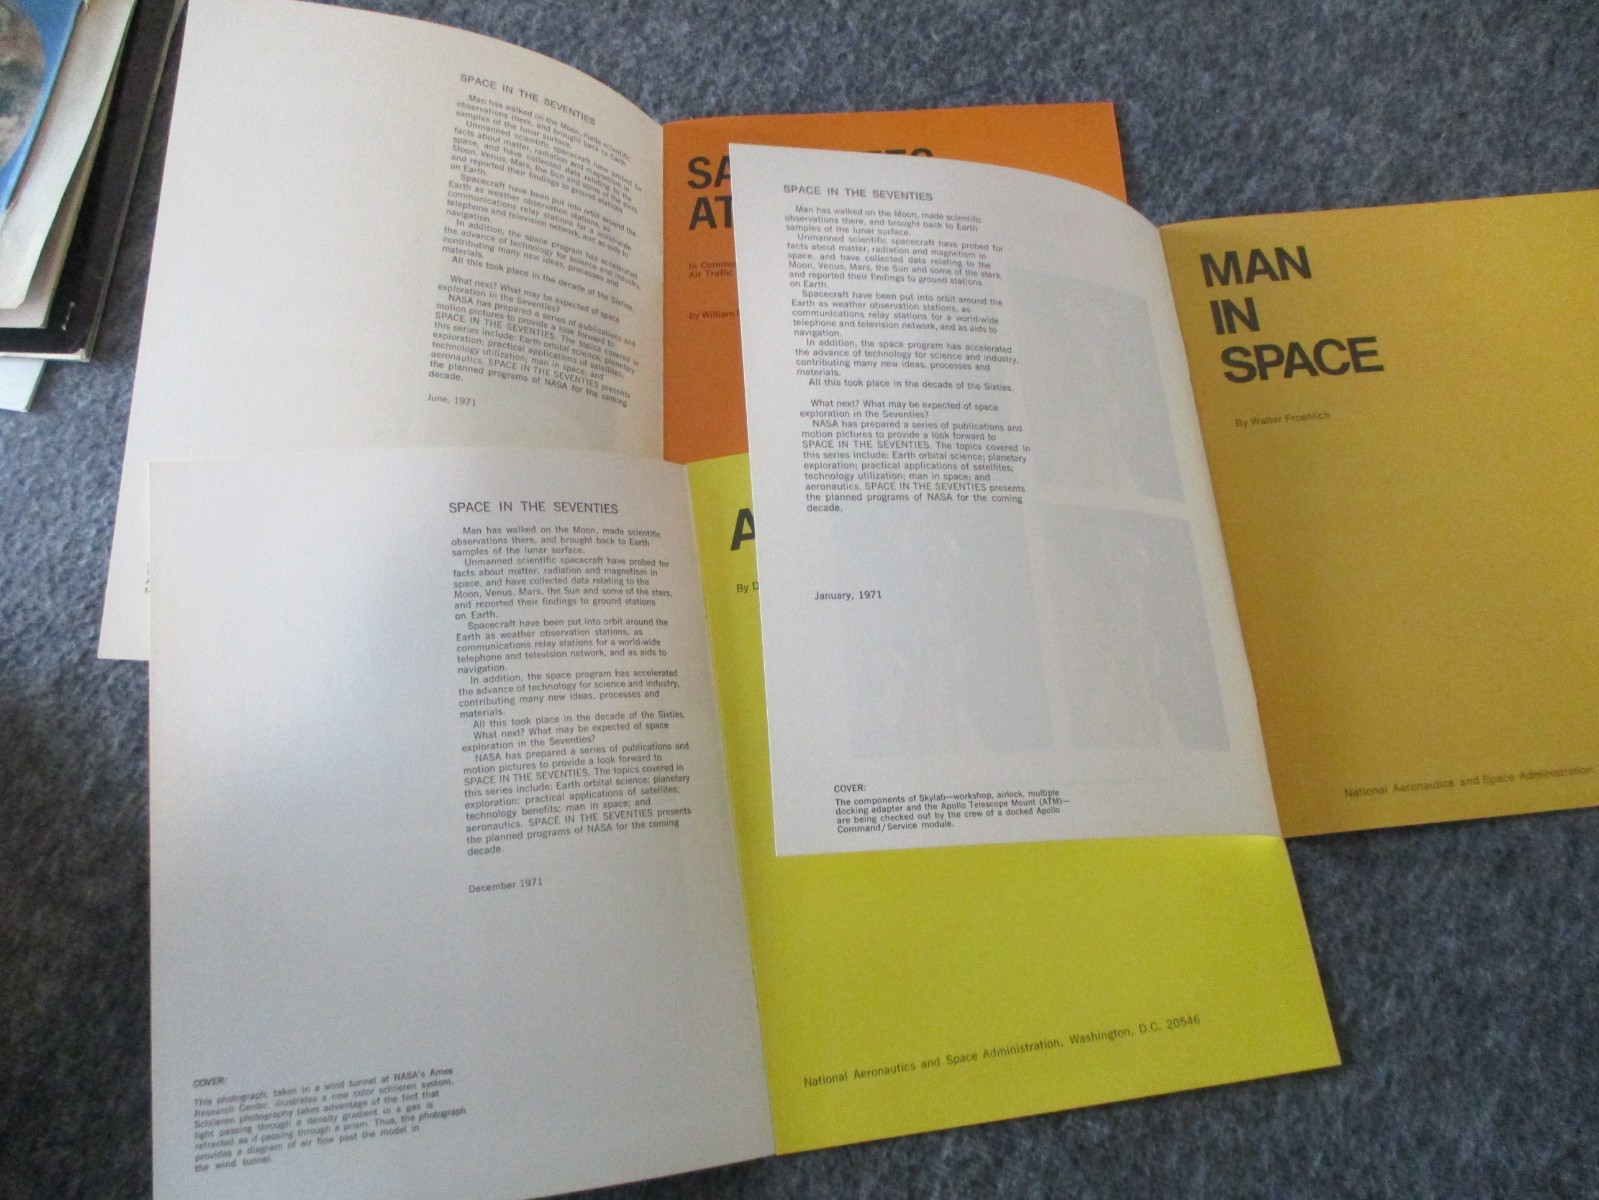 SPACE IN THE SEVENTIES
Man has walked on the Moon, made scientific
observations there, and brought back to Earth
samples of the lunar surface.
Unmanned scientific spacecraft have probed for
facts about matter, radiation and magnetism in
space, and have collected data relating to the
Moon, Venus, Mars, the Sun and some of the stars,
and reported their findings to ground stations
on Earth.
Spacecraft have been put into orbit around the
Earth as weather observation stations, as
communications relay stations for a world-wide
telephone and television network, and as aids to
navigation.
In addition, the space program has accelerated
the advance of technology for science and industry,
contributing many new ideas, processes and
materials.
All this took place in the decade of the Sixties.
What next? What may be expected of space
exploration in the Seventies?
NASA has prepared a series of publications and
motion pictures to provide a look forward to
SPACE IN THE SEVENTIES. The topics covered in
this series include: Earth orbital science; planetary
exploration; practical applications of satellites;
technology utilization; man in space; and
aeronautics. SPACE IN THE SEVENTIES presents
the planned programs of NASA for the coming
decade.
June, 1971
SA
AT
In Commu
Air Traffic
by William
SPACE IN THE SEVENTIES
Man has walked on the Moon, made scientific
observations there, and brought back to Earth
samples of the lunar surface.
Unmanned scientific spacecraft have probed for
facts about matter, radiation and magnetism in
space, and have collected data relating to the
Moon, Venus, Mars, the Sun and some of the stars,
and reported their findings to ground stations
on Earth.
Spacecraft have been put into orbit around the
Earth as weather observation stations, as
communications relay stations for a world-wide
telephone and television network, and as aids to
navigation.
In addition, the space program has accelerated
the advance of technology for science and industry,
contributing many new ideas, processes and
materials.
All this took place in the decade of the Sixties.
What next? What may be expected of space
exploration in the Seventies?
NASA has prepared a series of publications and
motion pictures to provide a look forward to
SPACE IN THE SEVENTIES. The topics covered in
this series include: Earth orbital science; planetary
exploration; practical applications of satellites;
technology utilization; man in space; and
aeronautics. SPACE IN THE SEVENTIES presents
the planned programs of NASA for the coming
decade.
January, 1971
COVER:
The components of Skylab—workshop, airlock, multiple
docking adapter and the Apollo Telescope Mount (ATM)—
are being checked out by the crew of a docked Apollo
Command/Service module.
MAN
IN
SPACE
By Walter Froehlich
National Aeronautics and Space Administration,
SPACE IN THE SEVENTIES
Man has walked on the Moon, made scientific
observations there, and brought back to Earth
samples of the lunar surface.
Unmanned scientific spacecraft have probed for
facts about matter, radiation and magnetism in
space, and have collected data relating to the
Moon, Venus, Mars, the Sun and some of the stars,
and reported their findings to ground stations
on Earth.
Spacecraft have been put into orbit around the
Earth as weather observation stations, as
communications relay stations for a world-wide
telephone and television network, and as aids to
navigation.
In addition, the space program has accelerated
the advance of technology for science and industry,
contributing many new ideas, processes and
materials.
All this took place in the decade of the Sixties.
What next? What may be expected of space
exploration in the Seventies?
NASA has prepared a series of publications and
motion pictures to provide a look forward to
SPACE IN THE SEVENTIES. The topics covered in
this series include: Earth orbital science; planetary
exploration; practical applications of satellites;
technology benefits; man in space; and
aeronautics. SPACE IN THE SEVENTIES presents
the planned programs of NASA for the coming
decade.
December 1971
COVER:
This photograph, taken in a wind tunnel at NASA's Ames
Research Center, illustrates a new color schlieren system.
Schlieren photography takes advantage of the fact that
light passing through a density gradient in a gas is
refracted as if passing through a prism. Thus, the photograph
provides a diagram of air flow past the model in
the wind tunnel.
A
By D
National Aeronautics and Space Administration, Washington, D.C. 20546